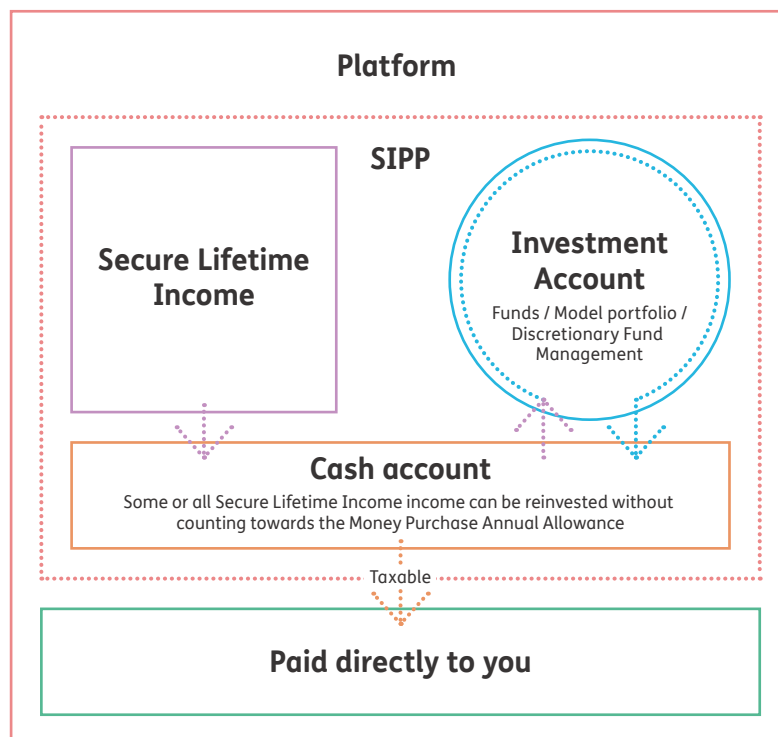 Platform
SIPP
Secure Lifetime
Income
Investment
Account
Funds / Model portfolio /
Discretionary Fund
Management
Cash account
Some or all Secure Lifetime Income income can be reinvested without
counting towards the Money Purchase Annual Allowance
Taxable
Paid directly to you